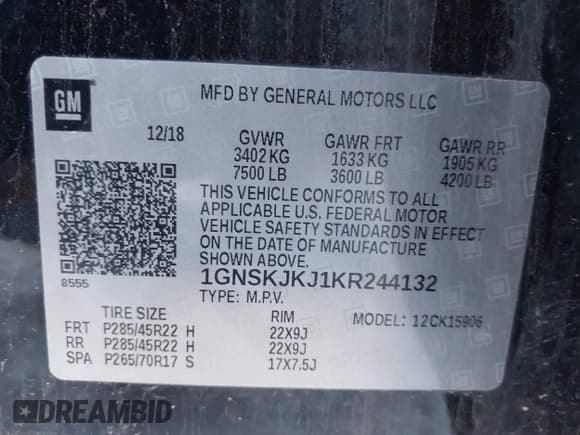 GM
MFD BY GENERAL MOTORS LLC
12/18 GVWR GAWR FRT GAWR RR
3402 KG 1633 KG 1905 KG
7500 LB 3600 LB 4200 LB
THIS VEHICLE CONFORMS TO ALL
APPLICABLE U.S. FEDERAL MOTOR
VEHICLE SAFETY STANDARDS IN EFFECT
ON THE DATE OF MANUFACTURE
SHOWN ABOVE.
8555 1GNSKJKJ1KR244132
TYPE: M.P.V.
TIRE SIZE RIM MODEL: 12CK15906
FRT P285/45R22 H 22X9J
RR P285/45R22 H 22X9J
SPA P265/70R17 S 17X7.5J
DREAMBID